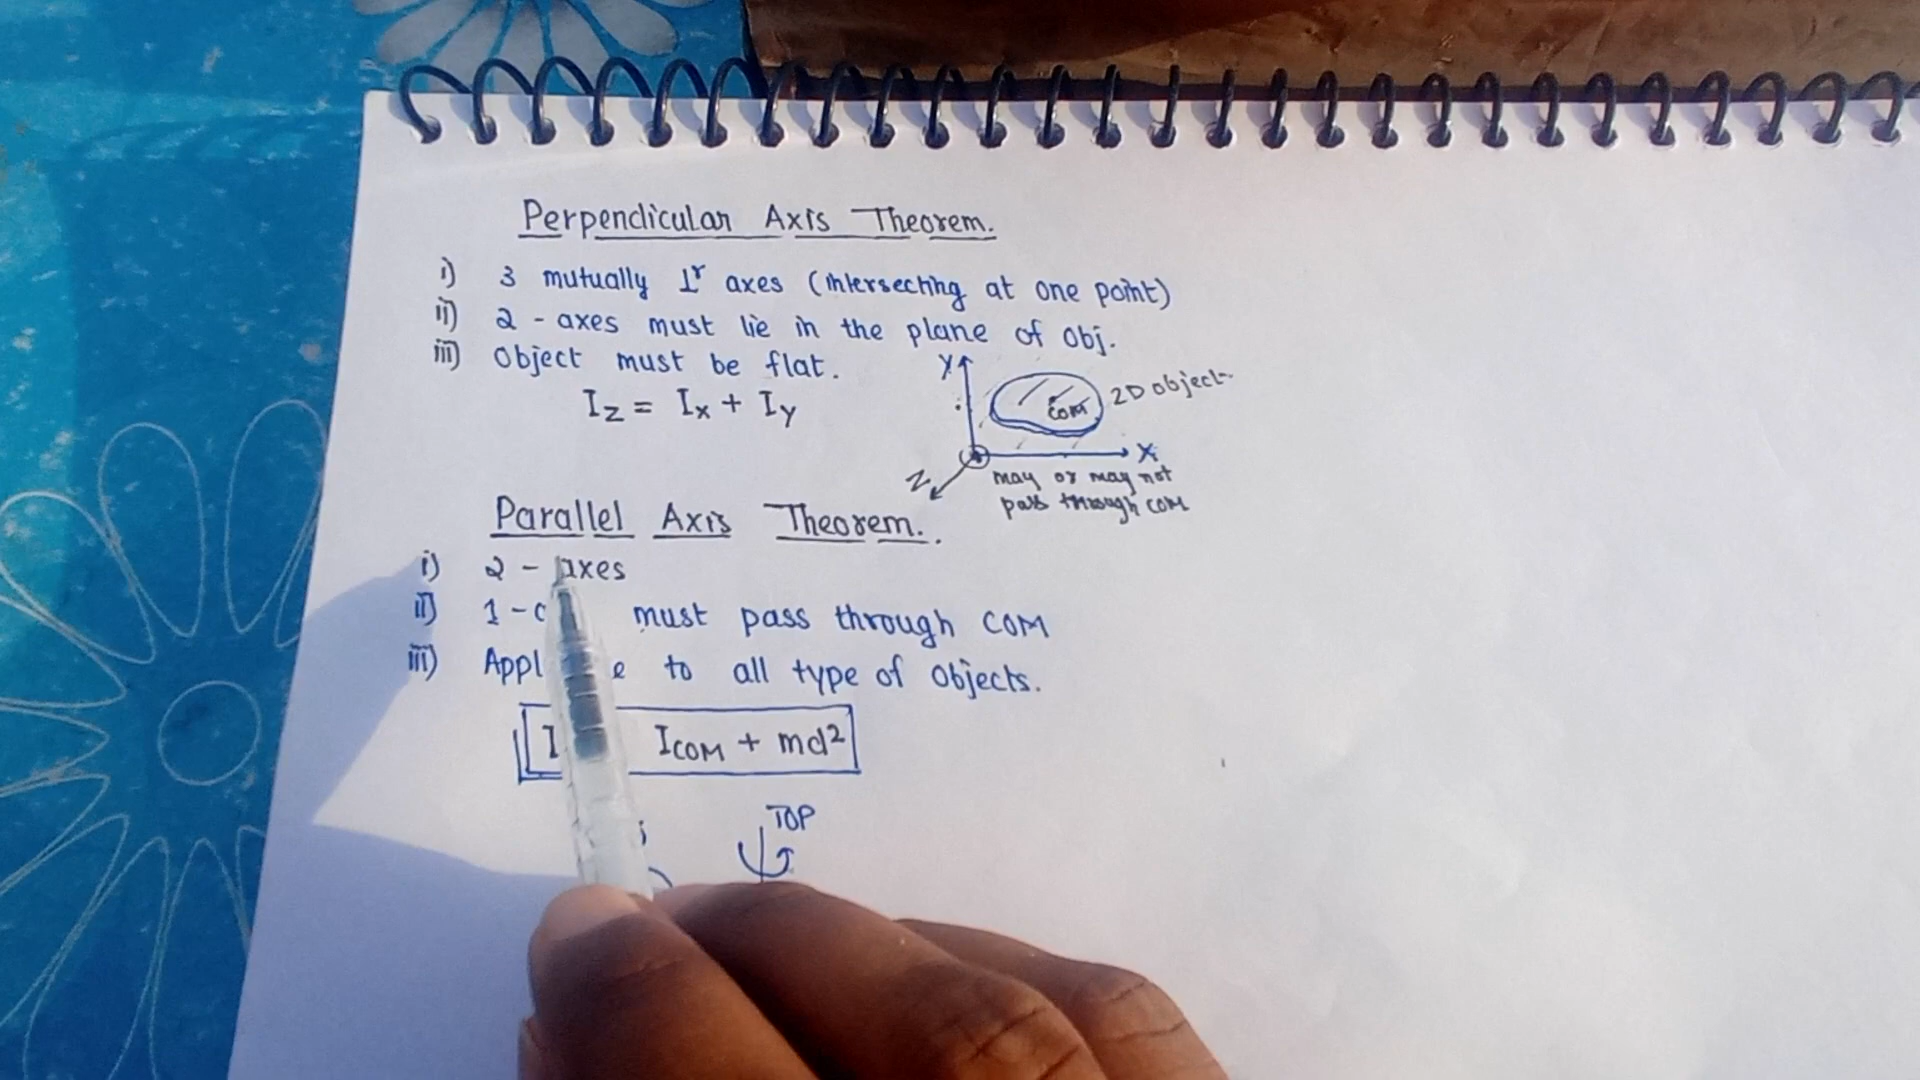 Perpendicular Axis Theorem.
i) 3 mutually ⊥r axes (intersecting at one point)
ii) 2 - axes must lie in the plane of obj.
iii) Object must be flat.
Iz = Ix + Iy
Y
COM
2D object
X
Z
may or may not
pass through COM
Parallel Axis Theorem.
i) 2 - axes
ii) 1 - must pass through COM
iii) to all type of Objects.
I ICOM + md²
TOP